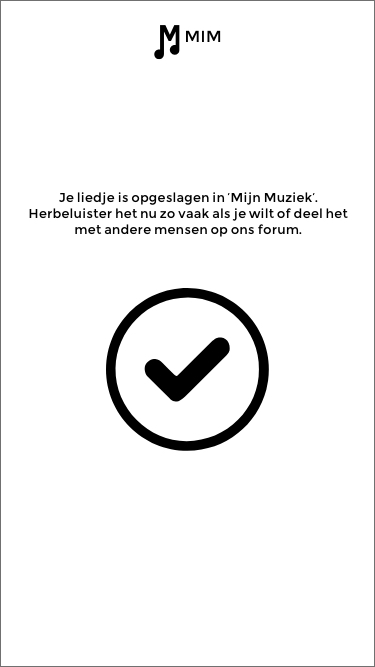 MIM
Je liedje is opgeslagen in ‘Mijn Muziek’.
Herbeluister het nu zo vaak als je wilt of deel het
met andere mensen op ons forum.